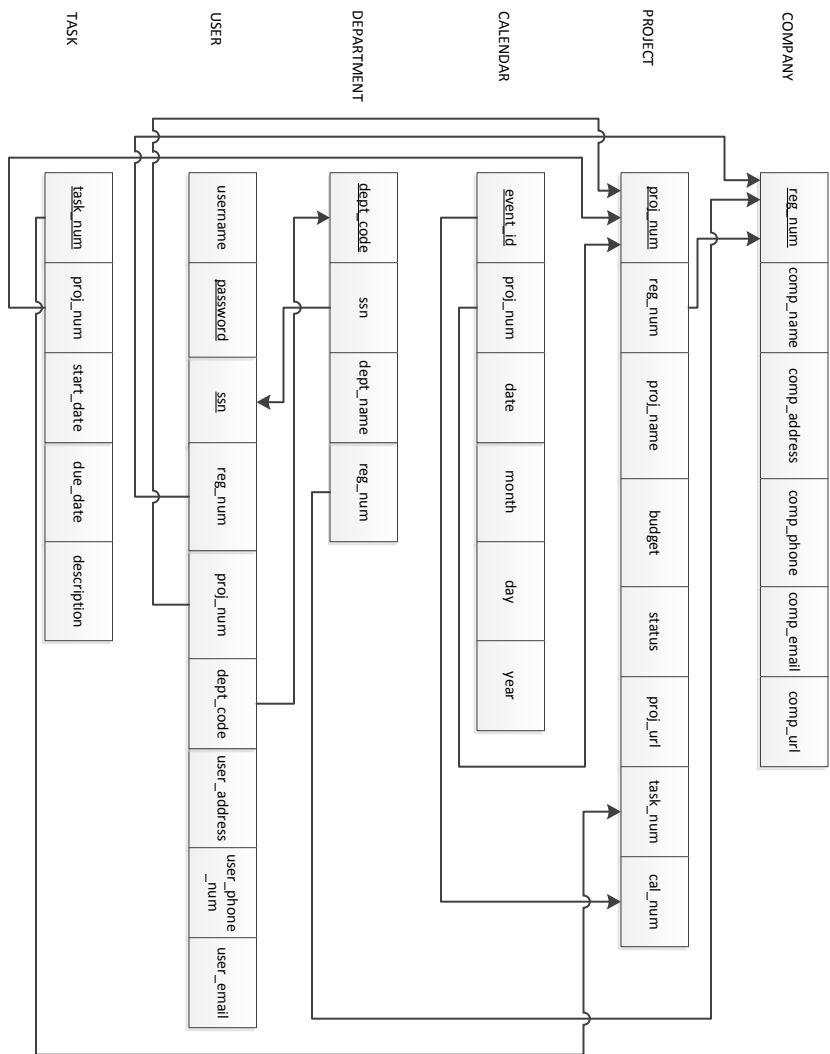 COMPANY
reg_num
comp_name
comp_address
comp_phone
comp_email
comp_url
PROJECT
proj_num
reg_num
proj_name
budget
status
proj_url
task_num
cal_num
CALENDAR
event_id
proj_num
date
month
day
year
DEPARTMENT
dept_code
ssn
dept_name
reg_num
USER
username
password
ssn
reg_num
proj_num
dept_code
user_address
user_phone
_num
user_email
TASK
task_num
proj_num
start_date
due_date
description